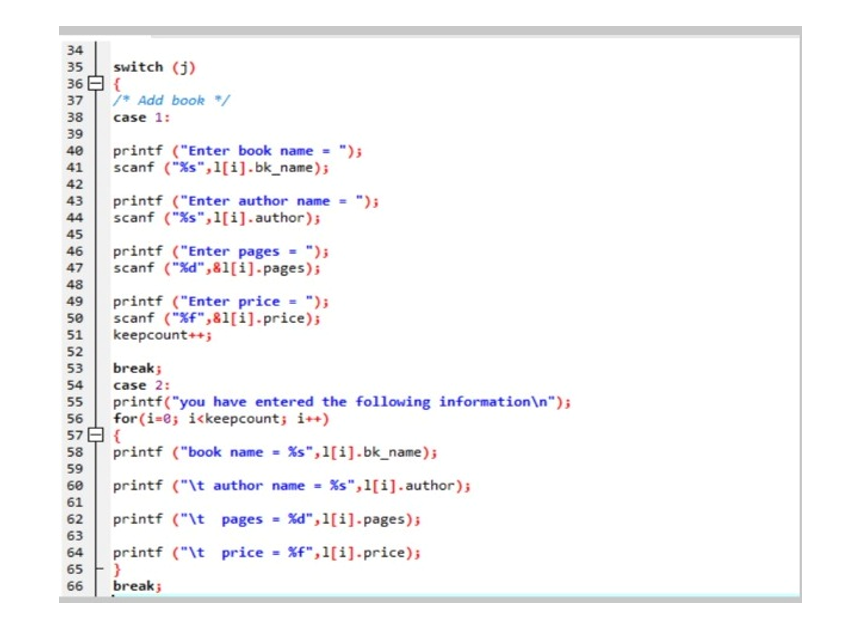 34
35 switch (j)
36 {
37 /* Add book */
38 case 1:
39
40 printf ("Enter book name = ");
41 scanf ("%s",l[i].bk_name);
42
43 printf ("Enter author name = ");
44 scanf ("%s",l[i].author);
45
46 printf ("Enter pages = ");
47 scanf ("%d",&l[i].pages);
48
49 printf ("Enter price = ");
50 scanf ("%f",&l[i].price);
51 keepcount++;
52
53 break;
54 case 2:
55 printf("you have entered the following information\n");
56 for(i=0; i<keepcount; i++)
57 {
58 printf ("book name = %s",l[i].bk_name);
59
60 printf ("\t author name = %s",l[i].author);
61
62 printf ("\t  pages = %d",l[i].pages);
63
64 printf ("\t  price = %f",l[i].price);
65 }
66 break;